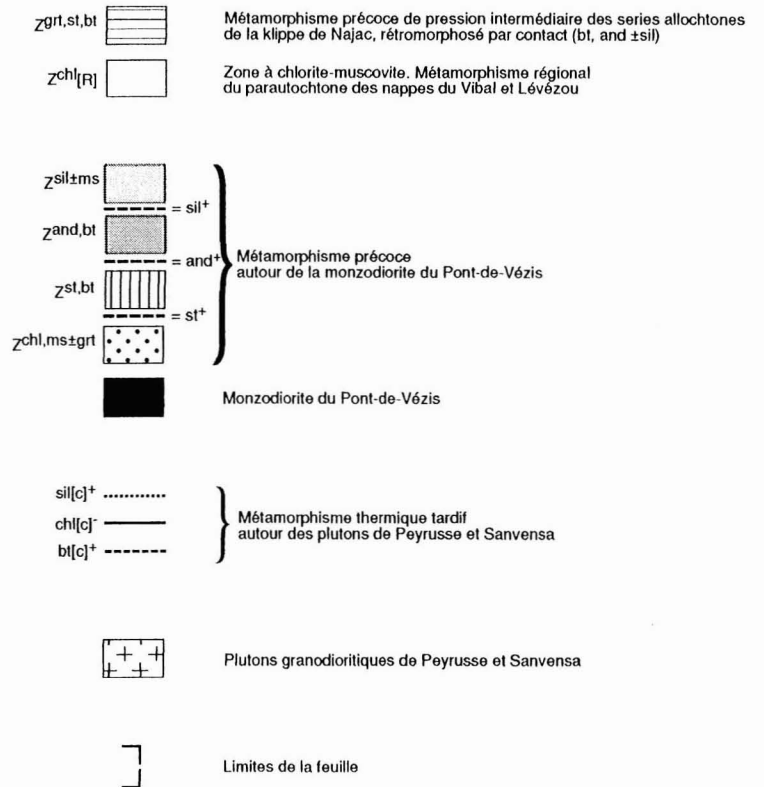 Zgrt,st,bt Métamorphisme précoce de pression intermédiaire des series allochtones
de la klippe de Najac, rétromorphosé par contact (bt, and ±sil)
Zchl[R] Zone à chlorite-muscovite. Métamorphisme régional
du parautochtone des nappes du Vibal et Lévézou
Zsil±ms
= sil+
Zand,bt
= and+
Métamorphisme précoce
autour de la monzodiorite du Pont-de-Vézis
Zst,bt
= st+
Zchl,ms±grt
Monzodiorite du Pont-de-Vézis
sil[c]+
chl[c]-
bt[c]+
Métamorphisme thermique tardif
autour des plutons de Peyrusse et Sanvensa
Plutons granodioritiques de Peyrusse et Sanvensa
Limites de la feuille